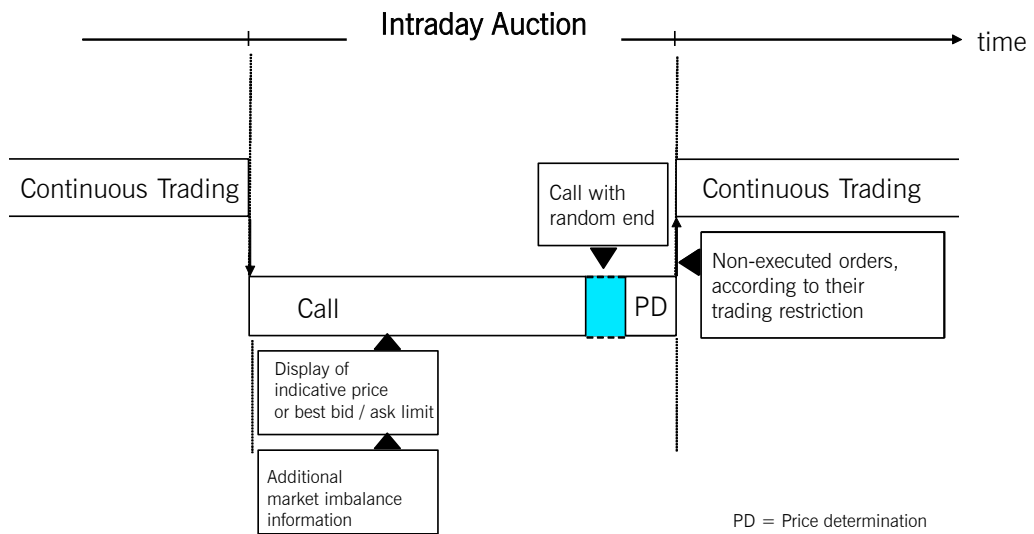 Intraday Auction
time
Continuous Trading
Call with
random end
Continuous Trading
Non-executed orders,
according to their
trading restriction
Call
PD
Display of
indicative price
or best bid / ask limit
Additional
market imbalance
information
PD = Price determination